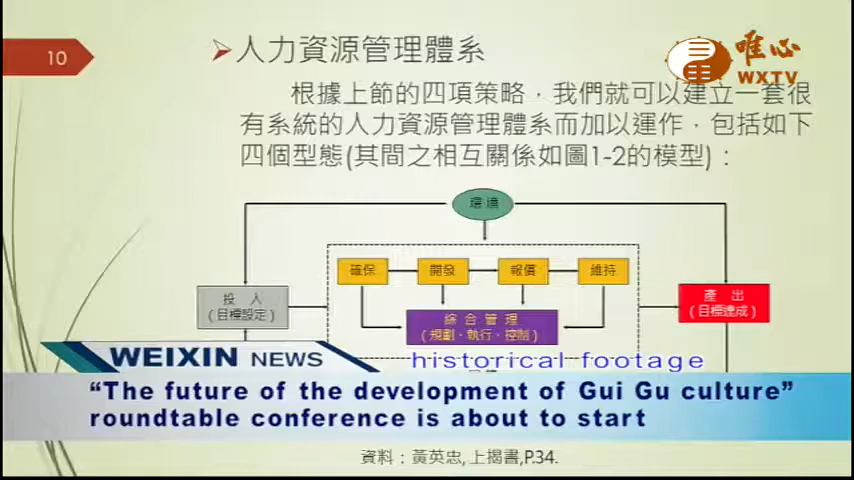 10
人力資源管理體系
唯心
WXTV
根據上節的四項策略，我們就可以建立一套很
有系統的人力資源管理體系而加以運作，包括如下
四個型態(其間之相互關係如圖1-2的模型)：
環境
確保 開發 報償 維持
投 入
(目標設定)
產 出
(目標達成)
綜 合 管 理
(規劃、執行、控制)
WEIXIN NEWS
historical footage
“The future of the development of Gui Gu culture”
roundtable conference is about to start
資料：黃英忠, 上揭書,P.34.